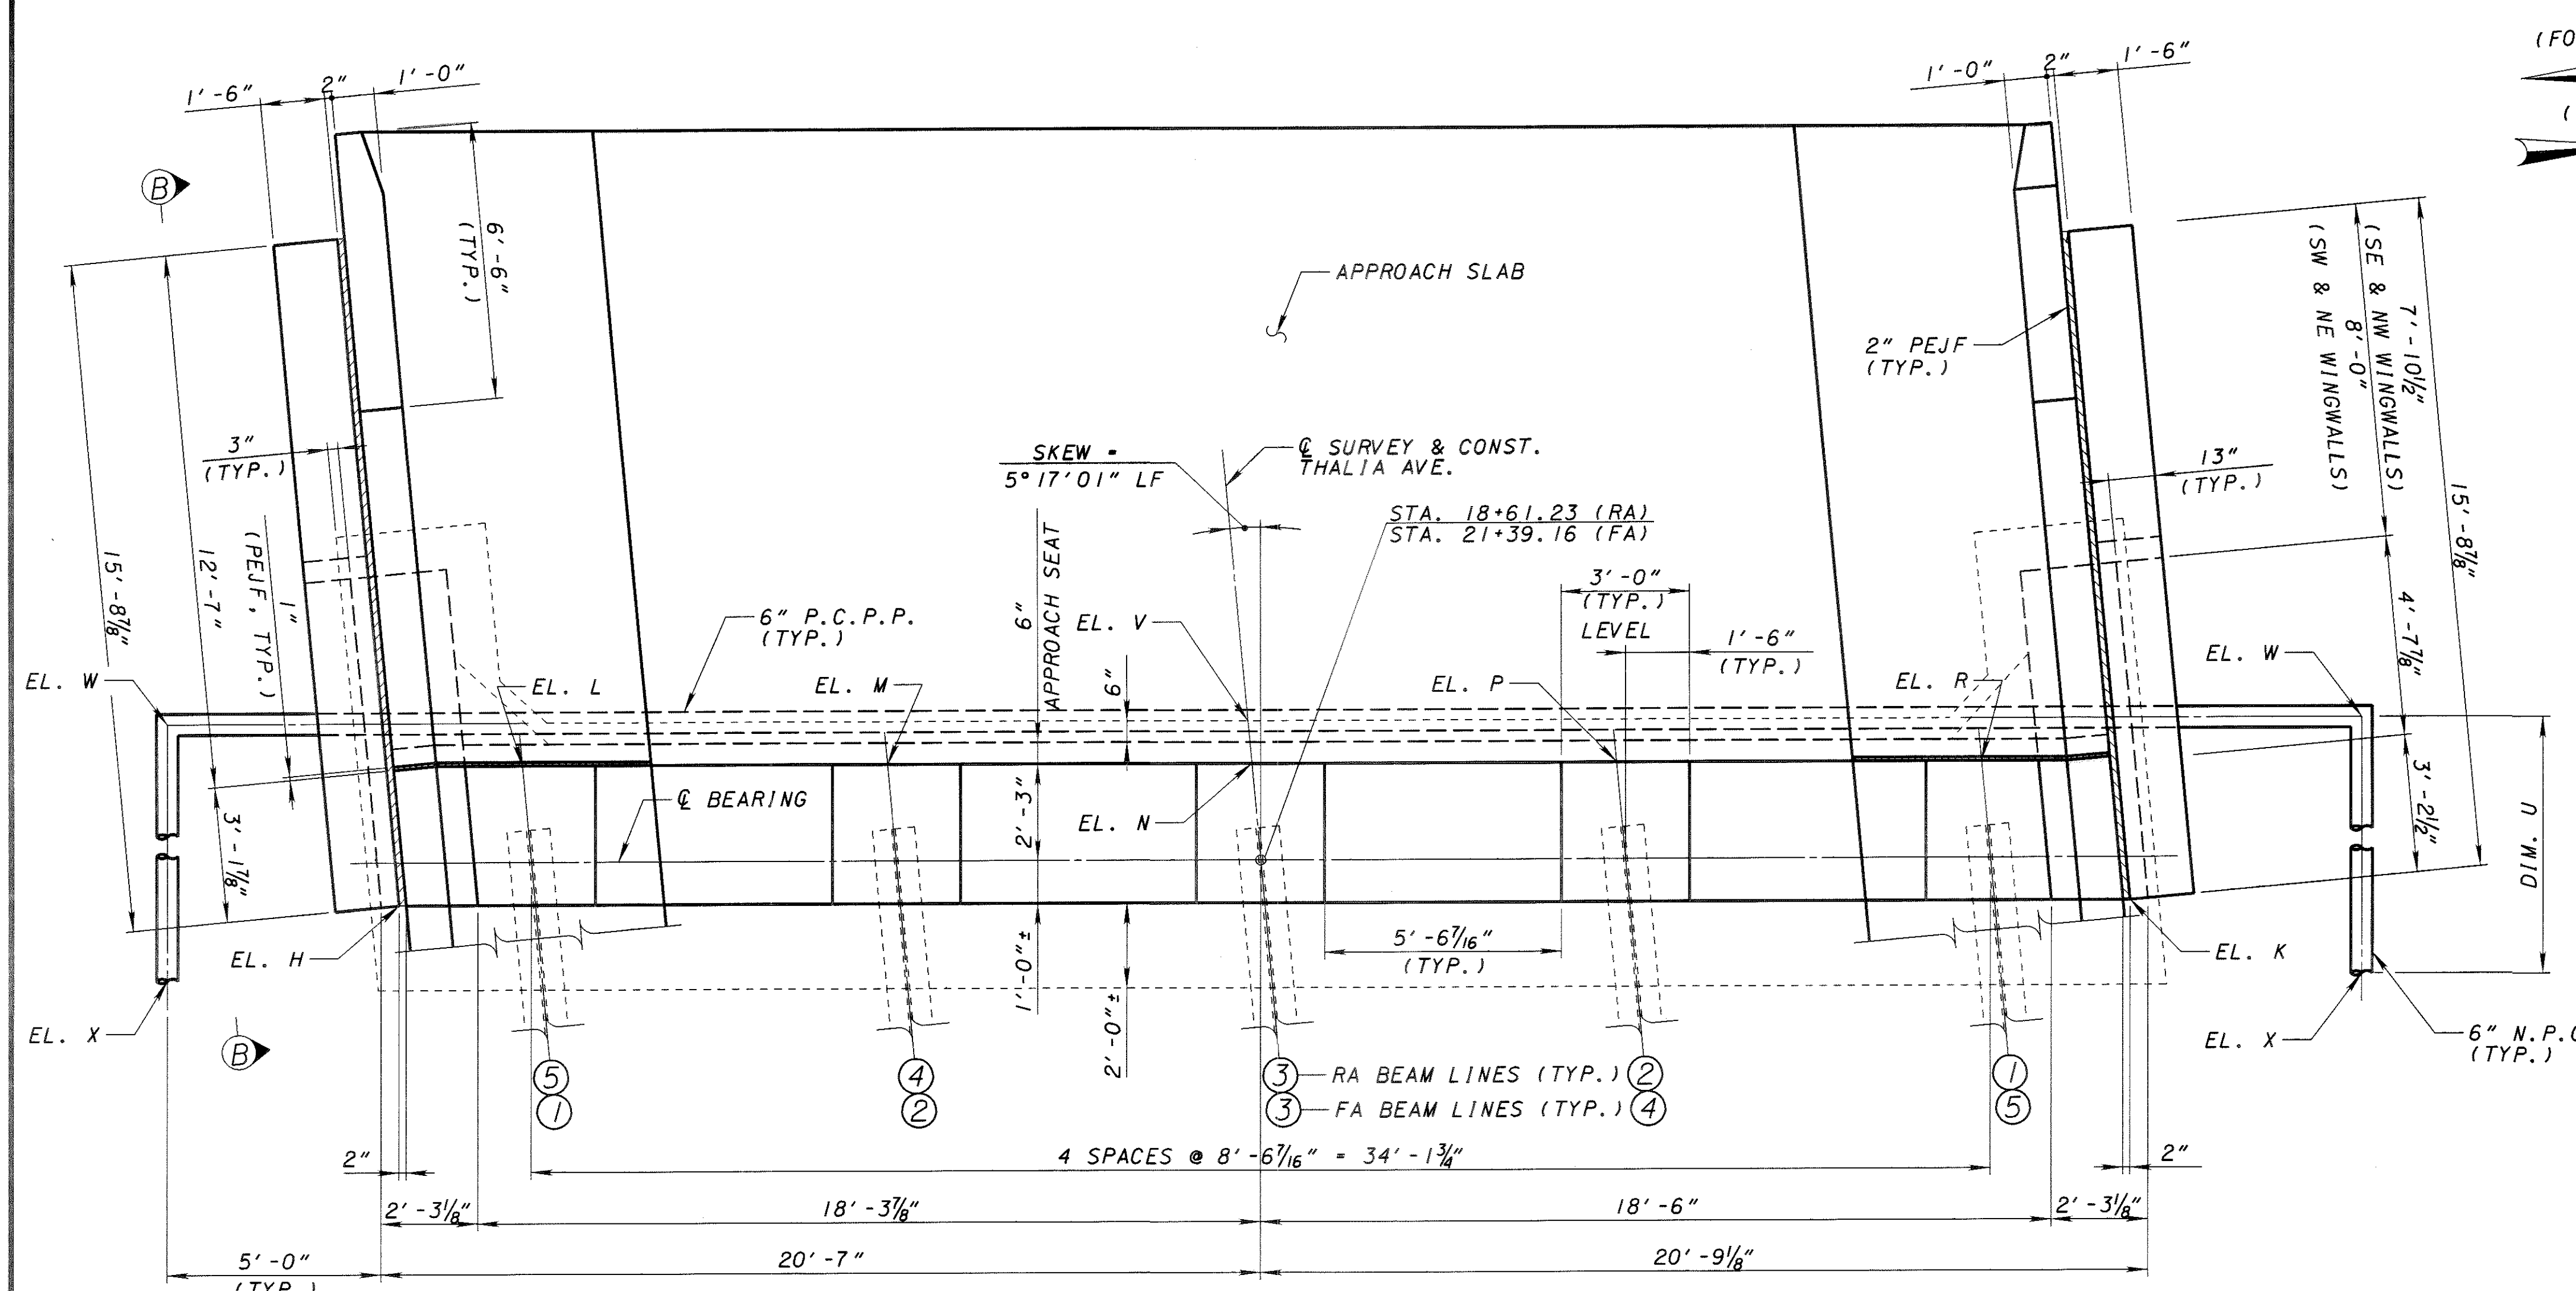 1'-6"
2"
1'-0"
1'-0"
2"
1'-6"
(FO
(
B
6'-6"
(TYP.)
APPROACH SLAB
2" PEJF
(TYP.)
7'-10½"
(SE & NW WINGWALLS)
8'-0"
(SW & NE WINGWALLS)
3"
(TYP.)
SKEW =
5°17'01" LF
℄ SURVEY & CONST.
THALIA AVE.
13"
(TYP.)
STA. 18+61.23 (RA)
STA. 21+39.16 (FA)
15'-8⅞"
15'-8⅞"
12'-7"
1"
(PEJF, TYP.)
6"
APPROACH SEAT
3'-0"
(TYP.)
LEVEL
4'-7⅞"
6" P.C.P.P.
(TYP.)
EL. V
6"
1'-6"
(TYP.)
EL. W
EL. W
EL. L
EL. M
EL. P
EL. R
℄ BEARING
2'-3"
EL. N
3'-1⅞"
3'-2½"
DIM. U
EL. H
1'-0"±
5'-6⁷⁄₁₆"
(TYP.)
EL. K
2'-0"±
EL. X
B
EL. X
6" N.P.C
(TYP.)
5
4
3
RA BEAM LINES (TYP.)
2
1
1
2
3
FA BEAM LINES (TYP.)
4
5
2"
4 SPACES @ 8'-6⁷⁄₁₆" = 34'-1¾"
2"
2'-3⅛"
18'-3⅞"
18'-6"
2'-3⅛"
5'-0"
(TYP.)
20'-7"
20'-9⅛"